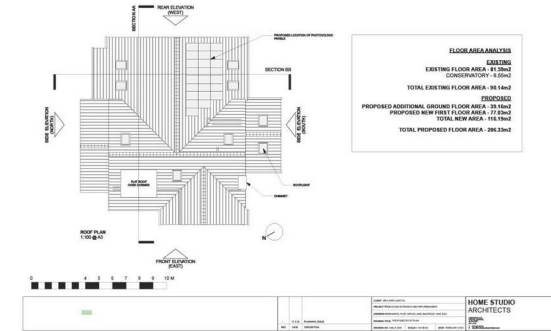 REAR ELEVATION
(WEST)
SECTION AA
PROPOSED LOCATION OF PHOTOVOLTAIC
PANELS
SECTION BB
SIDE ELEVATION
(NORTH)
SIDE ELEVATION
(SOUTH)
ROOFLIGHT
FLAT ROOF
OVER DORMER
CHIMNEY
ROOF PLAN
1:100 @ A3
N
FRONT ELEVATION
(EAST)
0 4 5 6 7 8 9 10 M
FLOOR AREA ANALYSIS
EXISTING
EXISTING FLOOR AREA - 81.59m2
CONSERVATORY - 8.55m2
TOTAL EXISTING FLOOR AREA - 90.14m2
PROPOSED
PROPOSED ADDITIONAL GROUND FLOOR AREA - 39.16m2
PROPOSED NEW FIRST FLOOR AREA - 77.03m2
TOTAL NEW AREA - 116.19m2
TOTAL PROPOSED FLOOR AREA - 206.33m2
PLANNING ISSUE
REV DATE DESCRIPTION
HOME STUDIO
ARCHITECTS